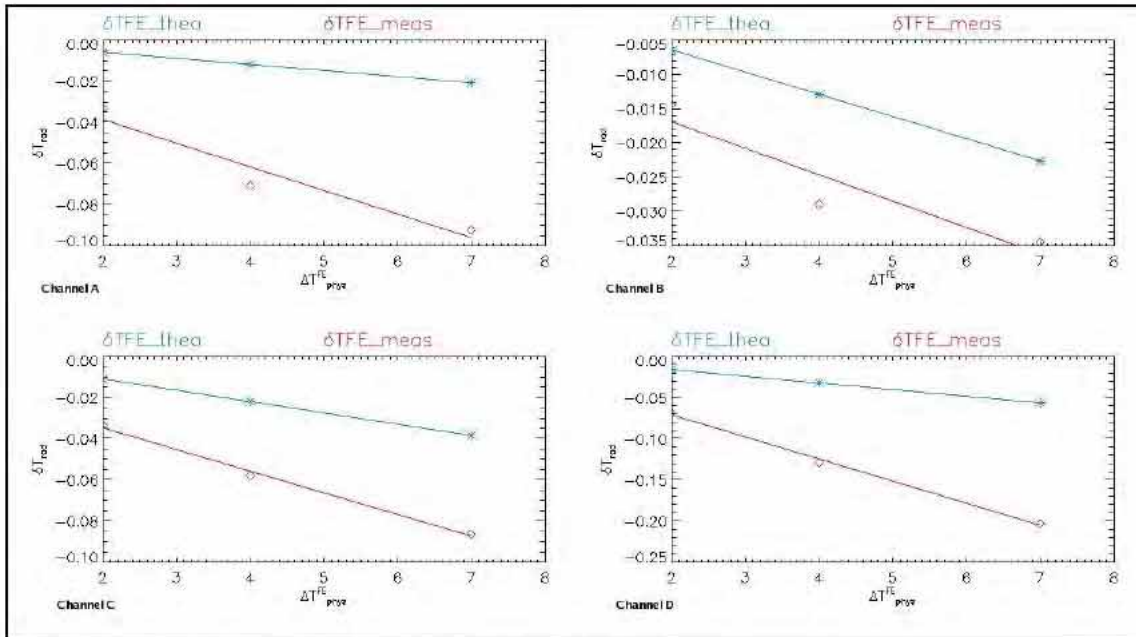 δTFE_thea δTFE_meas
0.00
−0.02
−0.04
−0.06
−0.08
−0.10
δT_rad
2 3 4 5 6 7 8
ΔT^FE_phys
Channel A
δTFE_thea δTFE_meas
−0.005
−0.010
−0.015
−0.020
−0.025
−0.030
−0.035
δT_rad
2 3 4 5 6 7 8
ΔT^FE_phys
Channel B
δTFE_thea δTFE_meas
0.00
−0.02
−0.04
−0.06
−0.08
−0.10
δT_rad
2 3 4 5 6 7 8
ΔT^FE_phys
Channel C
δTFE_thea δTFE_meas
0.00
−0.05
−0.10
−0.15
−0.20
−0.25
δT_rad
2 3 4 5 6 7 8
ΔT^FE_phys
Channel D